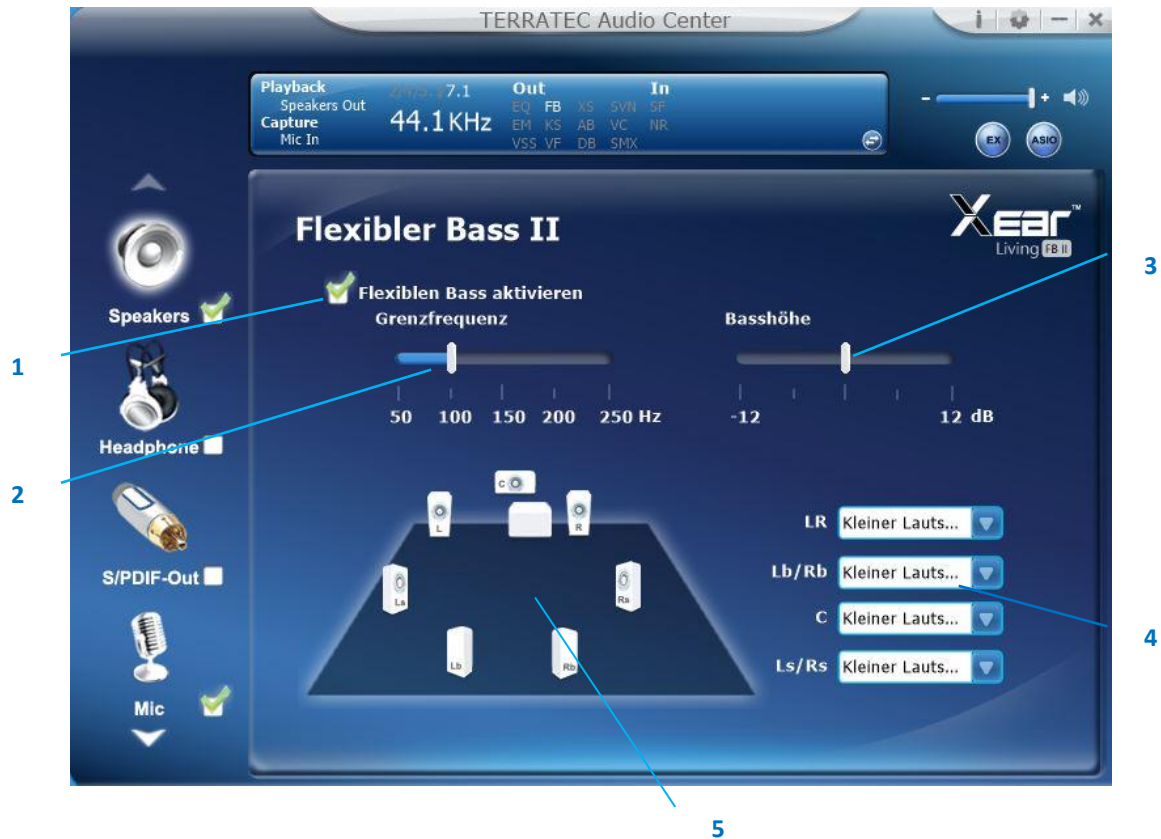 TERRATEC Audio Center
i
Playback
Speakers Out
Capture
Mic In
7.1
44.1KHz
Out In
EQ FB XS SVN SF
EM KS AB VC NR
VSS VF DB SMX
- +
EX ASIO
Speakers
Headphone
S/PDIF-Out
Mic
Flexibler Bass II
Xear™
Living FB II
Flexiblen Bass aktivieren
Grenzfrequenz
50 100 150 200 250 Hz
Basshöhe
-12 12 dB
C
L
R
Ls
Rs
Lb
Rb
LR Kleiner Lauts...
Lb/Rb Kleiner Lauts...
C Kleiner Lauts...
Ls/Rs Kleiner Lauts...
1
2
3
4
5